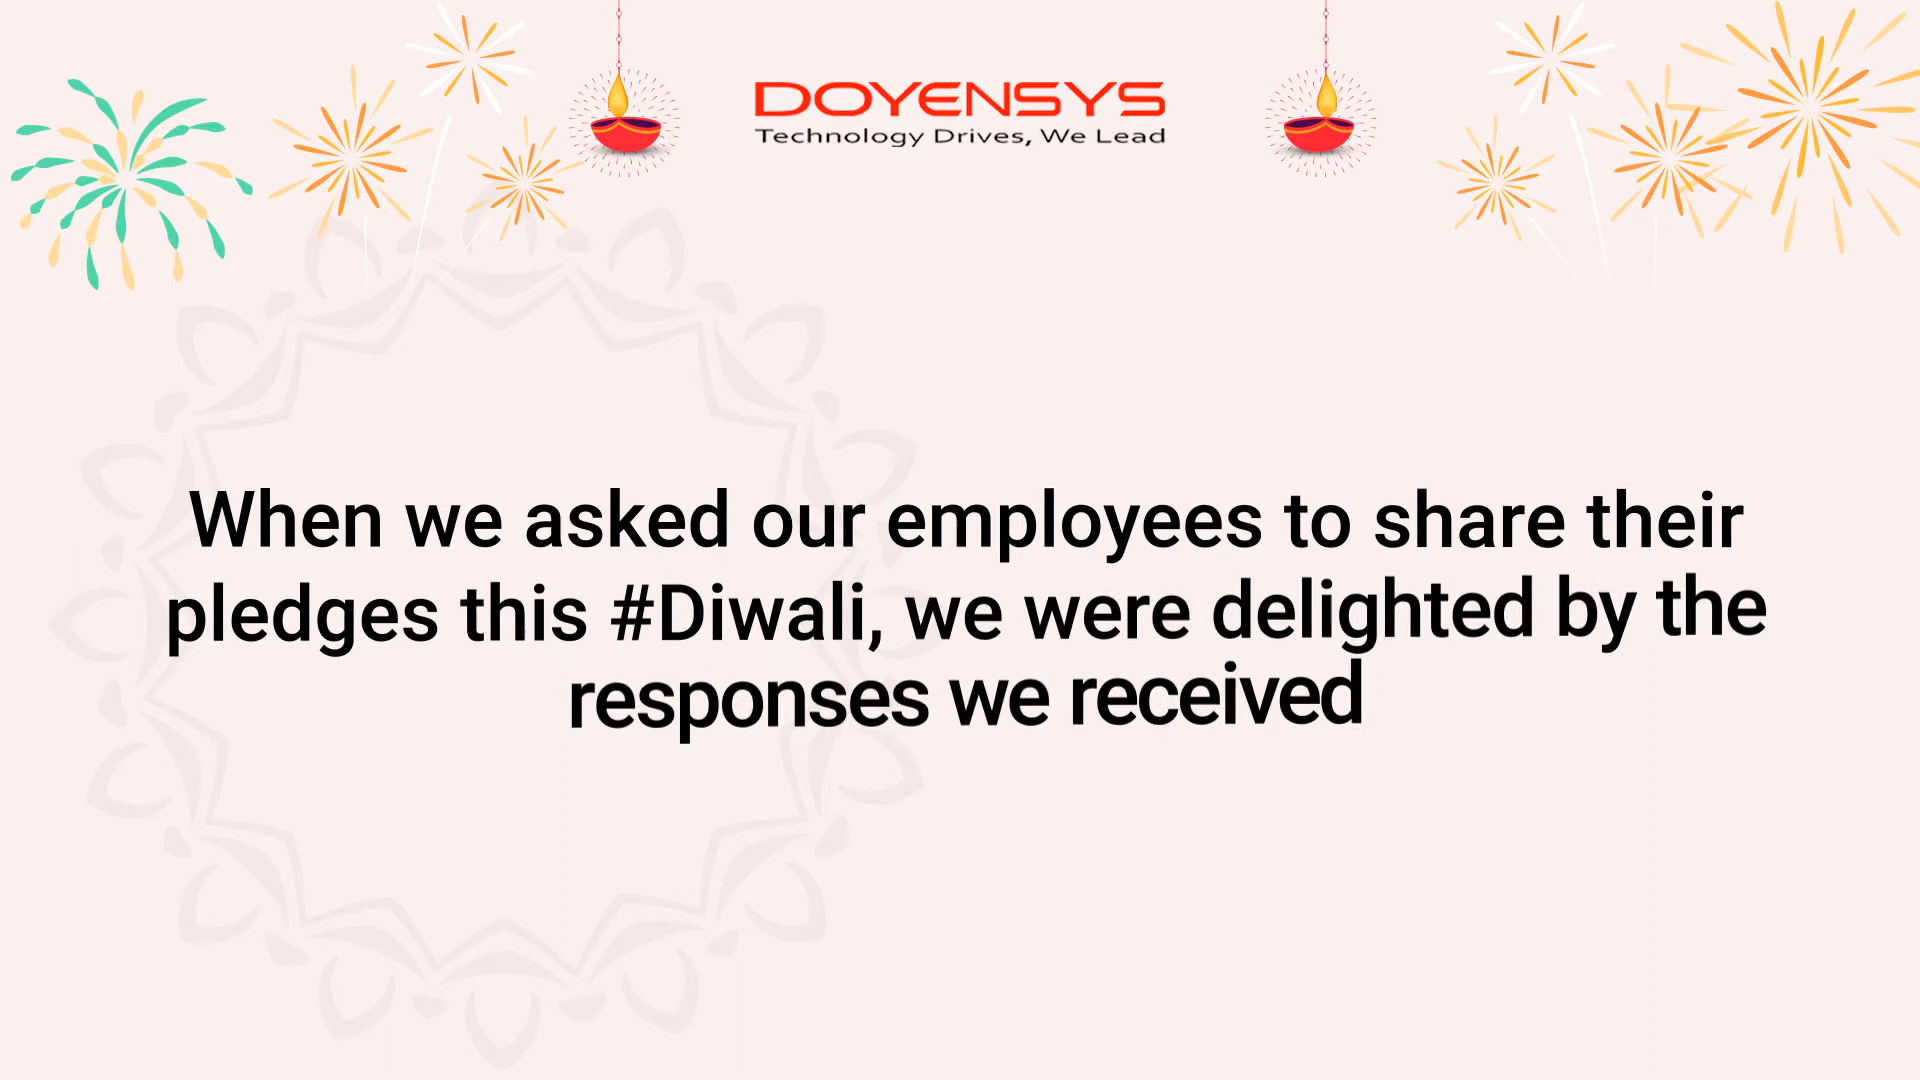 DOYENSYS
Technology Drives, We Lead
When we asked our employees to share their
pledges this #Diwali, we were delighted by the
responses we received